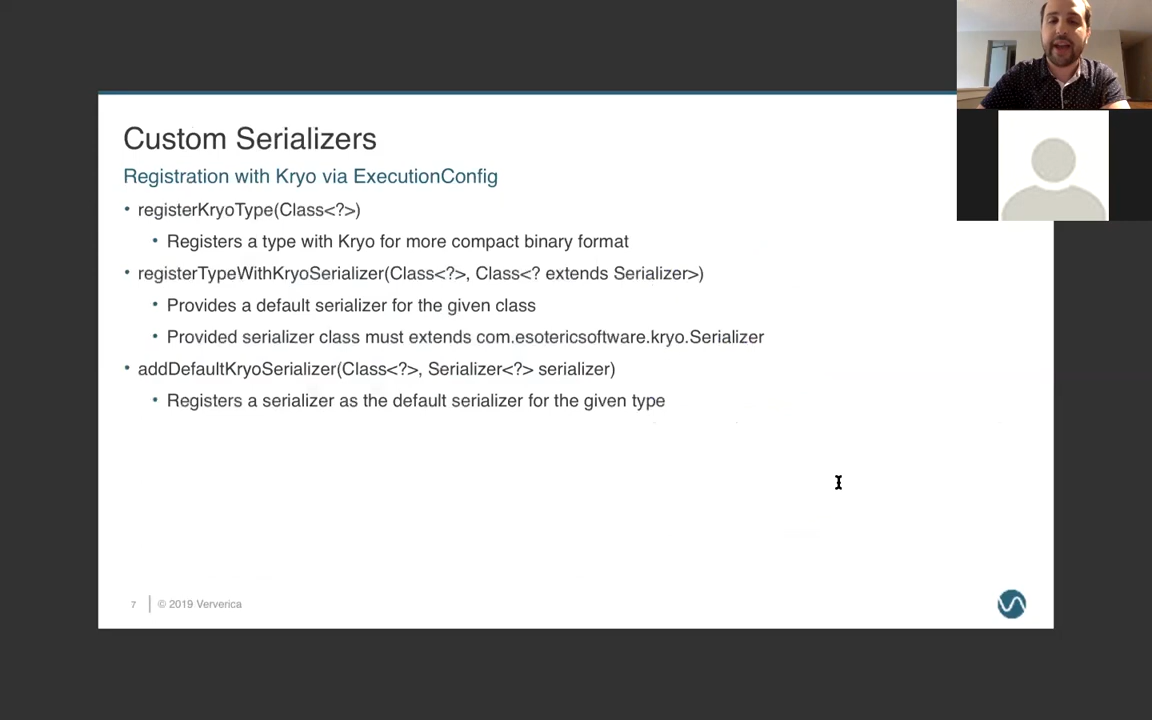 Custom Serializers
Registration with Kryo via ExecutionConfig
• registerKryoType(Class<?>)
• Registers a type with Kryo for more compact binary format
• registerTypeWithKryoSerializer(Class<?>, Class<? extends Serializer>)
• Provides a default serializer for the given class
• Provided serializer class must extends com.esotericsoftware.kryo.Serializer
• addDefaultKryoSerializer(Class<?>, Serializer<?> serializer)
• Registers a serializer as the default serializer for the given type
7 | © 2019 Ververica